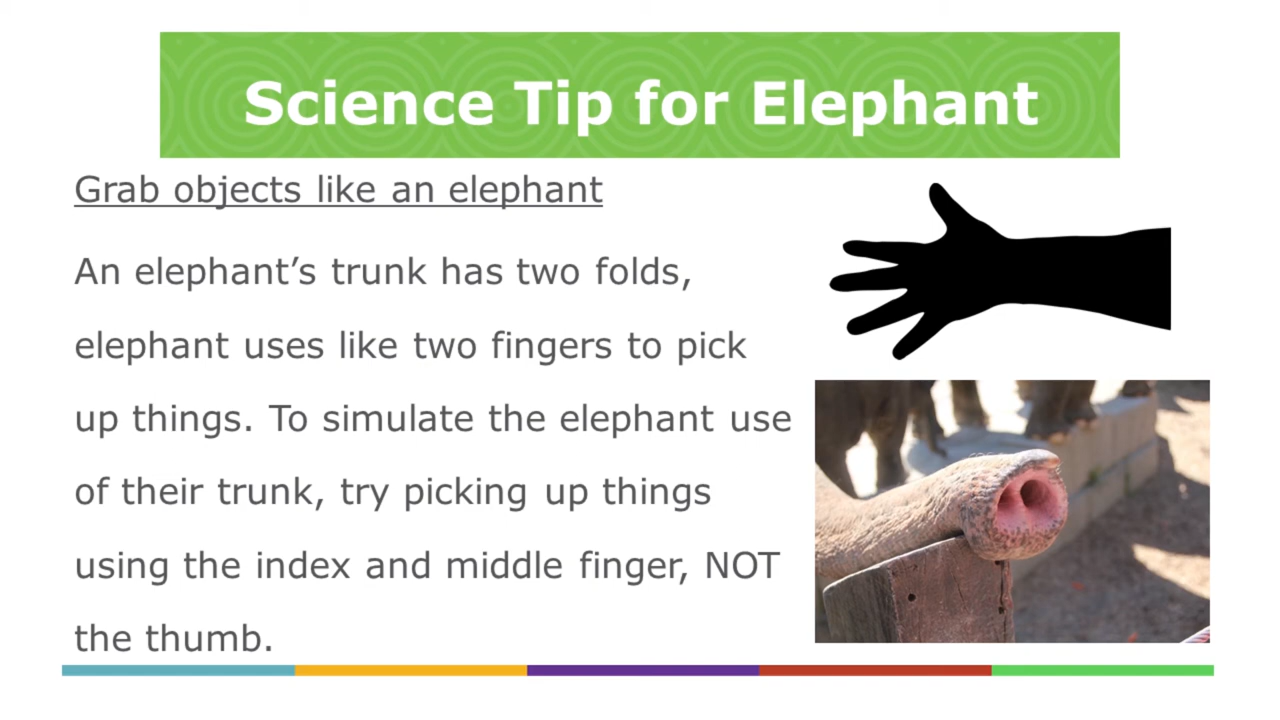 Science Tip for Elephant
Grab objects like an elephant
An elephant’s trunk has two folds,
elephant uses like two fingers to pick
up things. To simulate the elephant use
of their trunk, try picking up things
using the index and middle finger, NOT
the thumb.